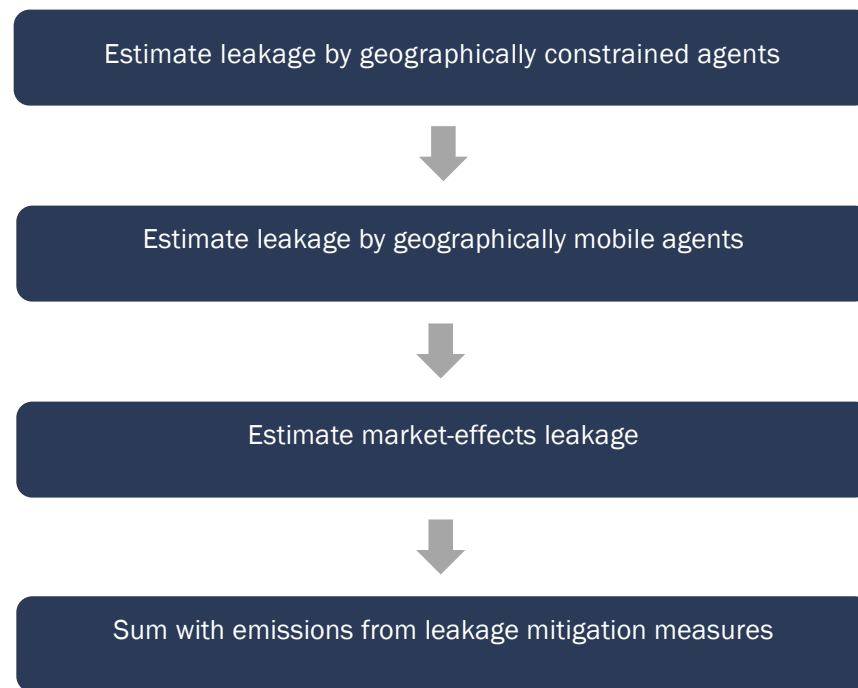 Estimate leakage by geographically constrained agents
Estimate leakage by geographically mobile agents
Estimate market-effects leakage
Sum with emissions from leakage mitigation measures